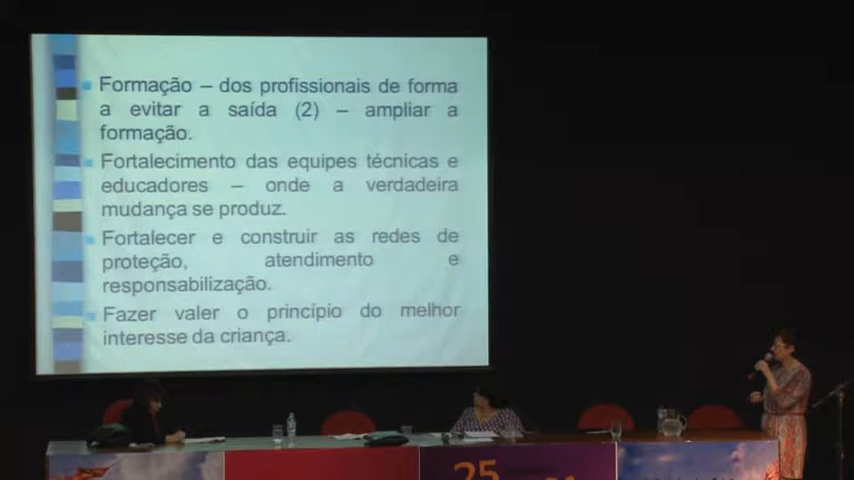 Formação – dos profissionais de forma
a evitar a saída (2) – ampliar a
formação.
Fortalecimento das equipes técnicas e
educadores – onde a verdadeira
mudança se produz.
Fortalecer e construir as redes de
proteção, atendimento e
responsabilização.
Fazer valer o princípio do melhor
interesse da criança.
25